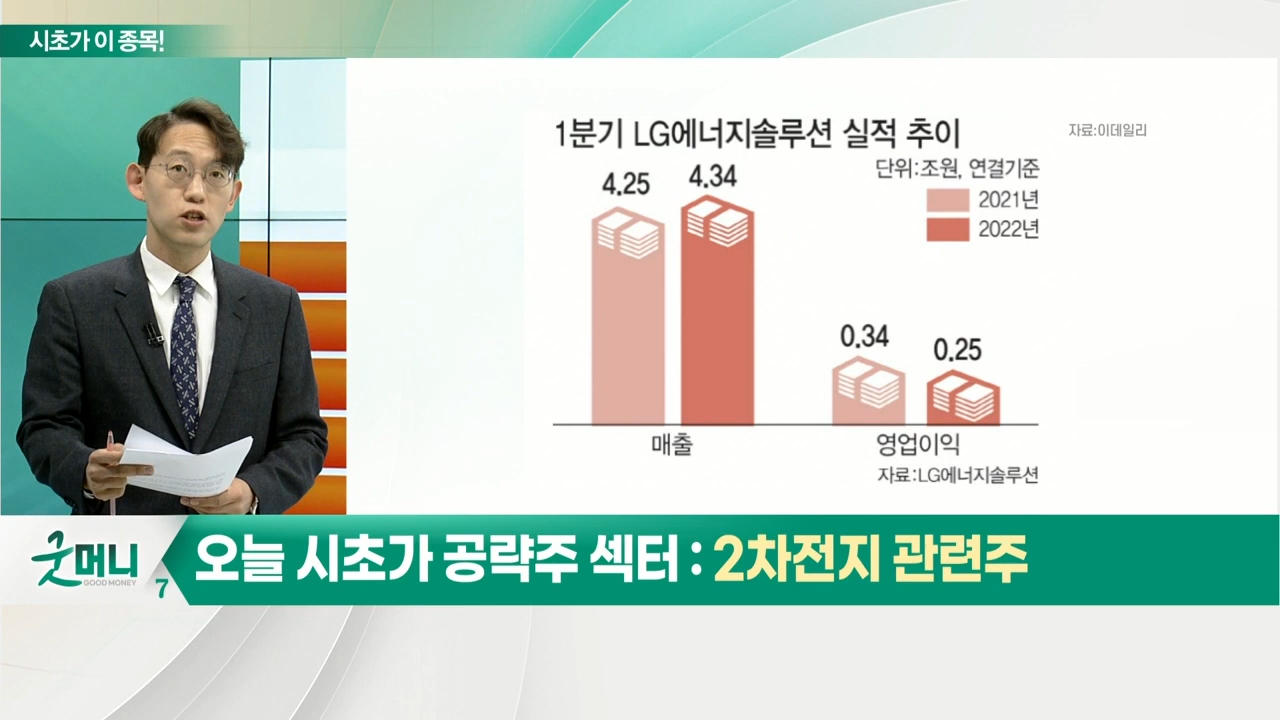 시초가 이 종목!
1분기 LG에너지솔루션 실적 추이
자료:이데일리
단위:조원, 연결기준
2021년
2022년
4.25
4.34
0.34
0.25
매출
영업이익
자료:LG에너지솔루션
굿머니
GOOD MONEY
7
오늘 시초가 공략주 섹터 : 2차전지 관련주